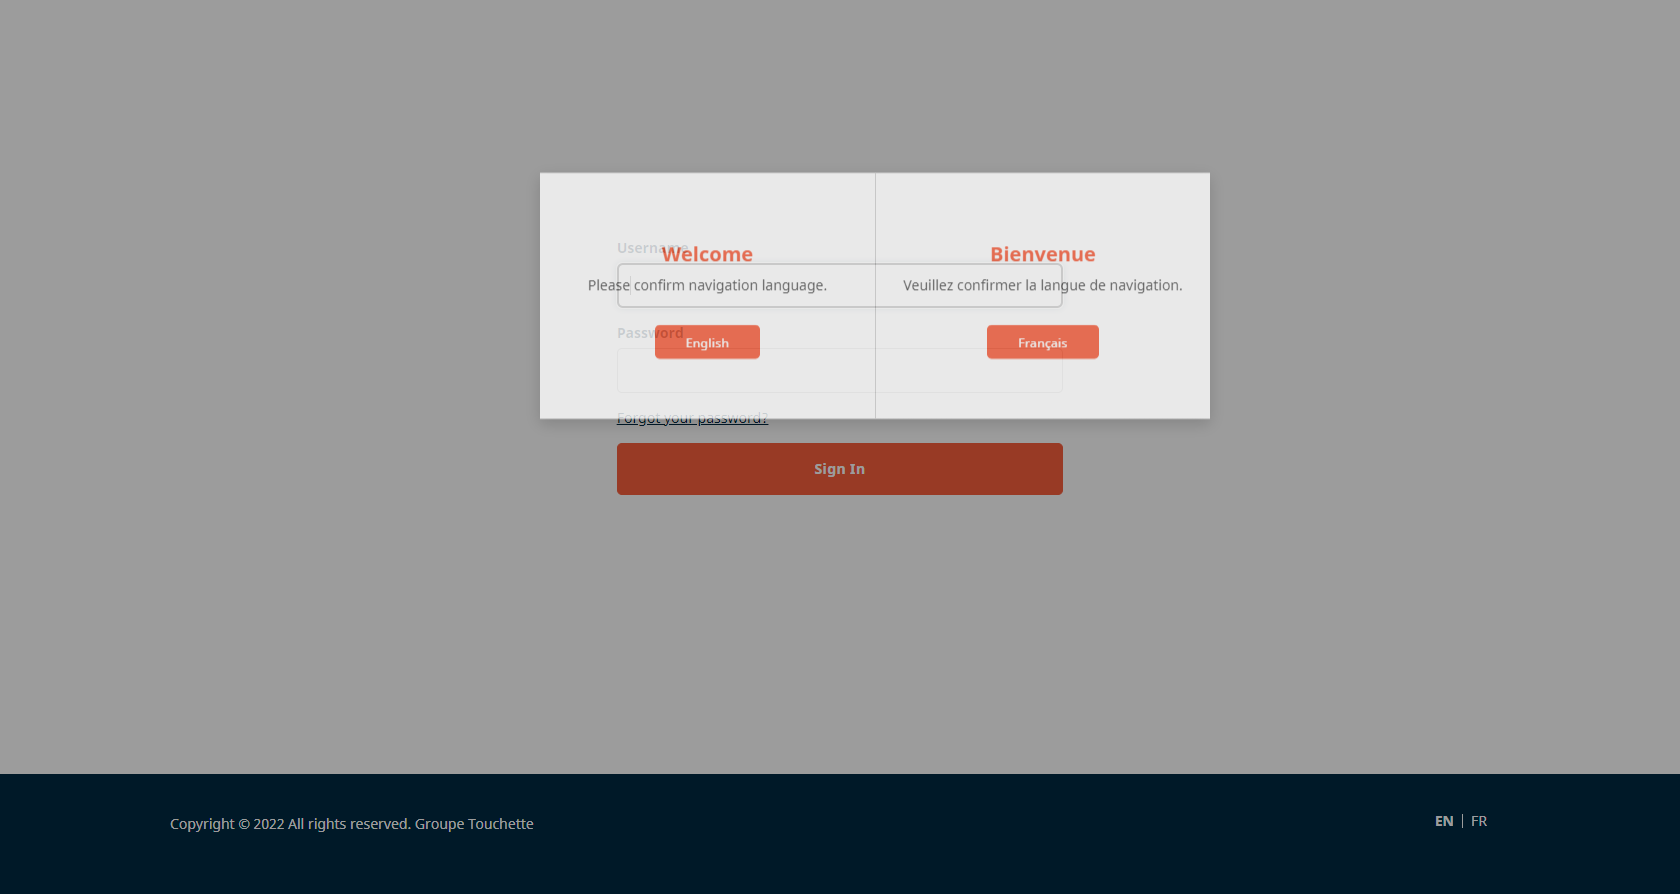 Username
Welcome
Please confirm navigation language.
Password
English
Bienvenue
Veuillez confirmer la langue de navigation.
Français
Forgot your password?
Sign In
Copyright © 2022 All rights reserved. Groupe Touchette
EN | FR